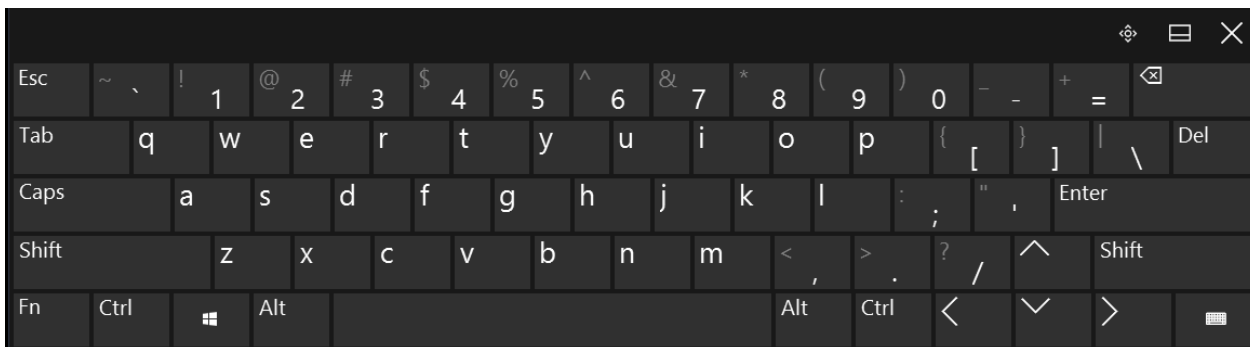 Esc ~ ` ! 1 @ 2 # 3 $ 4 % 5 ^ 6 & 7 * 8 ( 9 ) 0 _ - + =
Tab q w e r t y u i o p { [ } ] | \ Del
Caps a s d f g h j k l : ; " ' Enter
Shift z x c v b n m < , > . ? / Shift
Fn Ctrl Alt Alt Ctrl